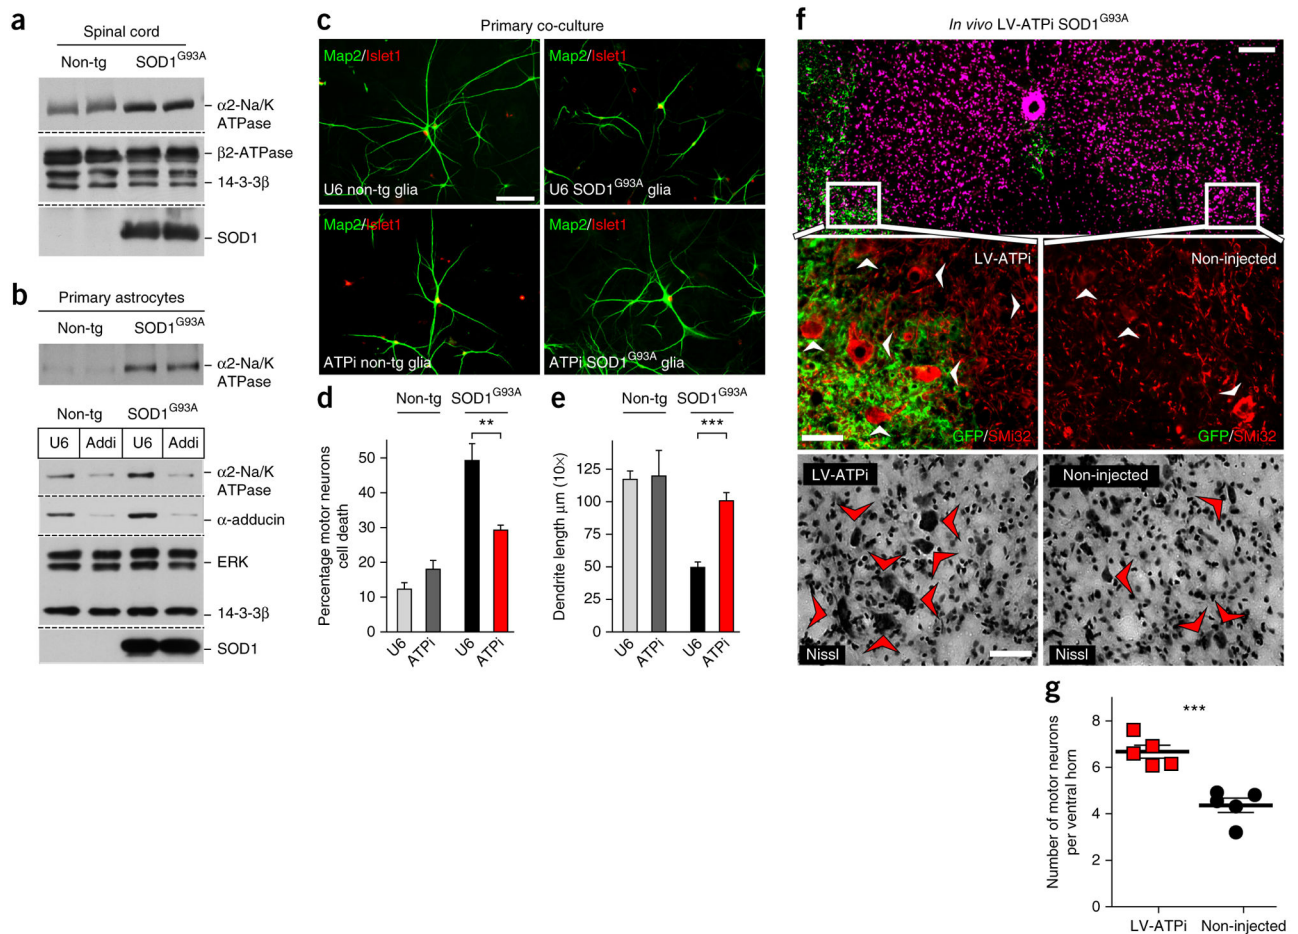 a
Spinal cord
Non-tg SOD1G93A
α2-Na/K
ATPase
β2-ATPase
14-3-3β
SOD1
b
Primary astrocytes
Non-tg SOD1G93A
α2-Na/K
ATPase
Non-tg SOD1G93A
U6 Addi U6 Addi
α2-Na/K
ATPase
α-adducin
ERK
14-3-3β
SOD1
c
Primary co-culture
Map2/Islet1
U6 non-tg glia
Map2/Islet1
U6 SOD1G93A glia
Map2/Islet1
ATPi non-tg glia
Map2/Islet1
ATPi SOD1G93A glia
d
Non-tg SOD1G93A
**
Percentage motor neurons
cell death
50
40
30
20
10
0
U6 ATPi U6 ATPi
e
Non-tg SOD1G93A
***
Dendrite length μm (10×)
125
100
75
50
25
0
U6 ATPi U6 ATPi
f
In vivo LV-ATPi SOD1G93A
LV-ATPi
GFP/SMi32
Non-injected
GFP/SMi32
LV-ATPi
Nissl
Non-injected
Nissl
g
***
Number of motor neurons
per ventral horn
8
6
4
2
0
LV-ATPi Non-injected